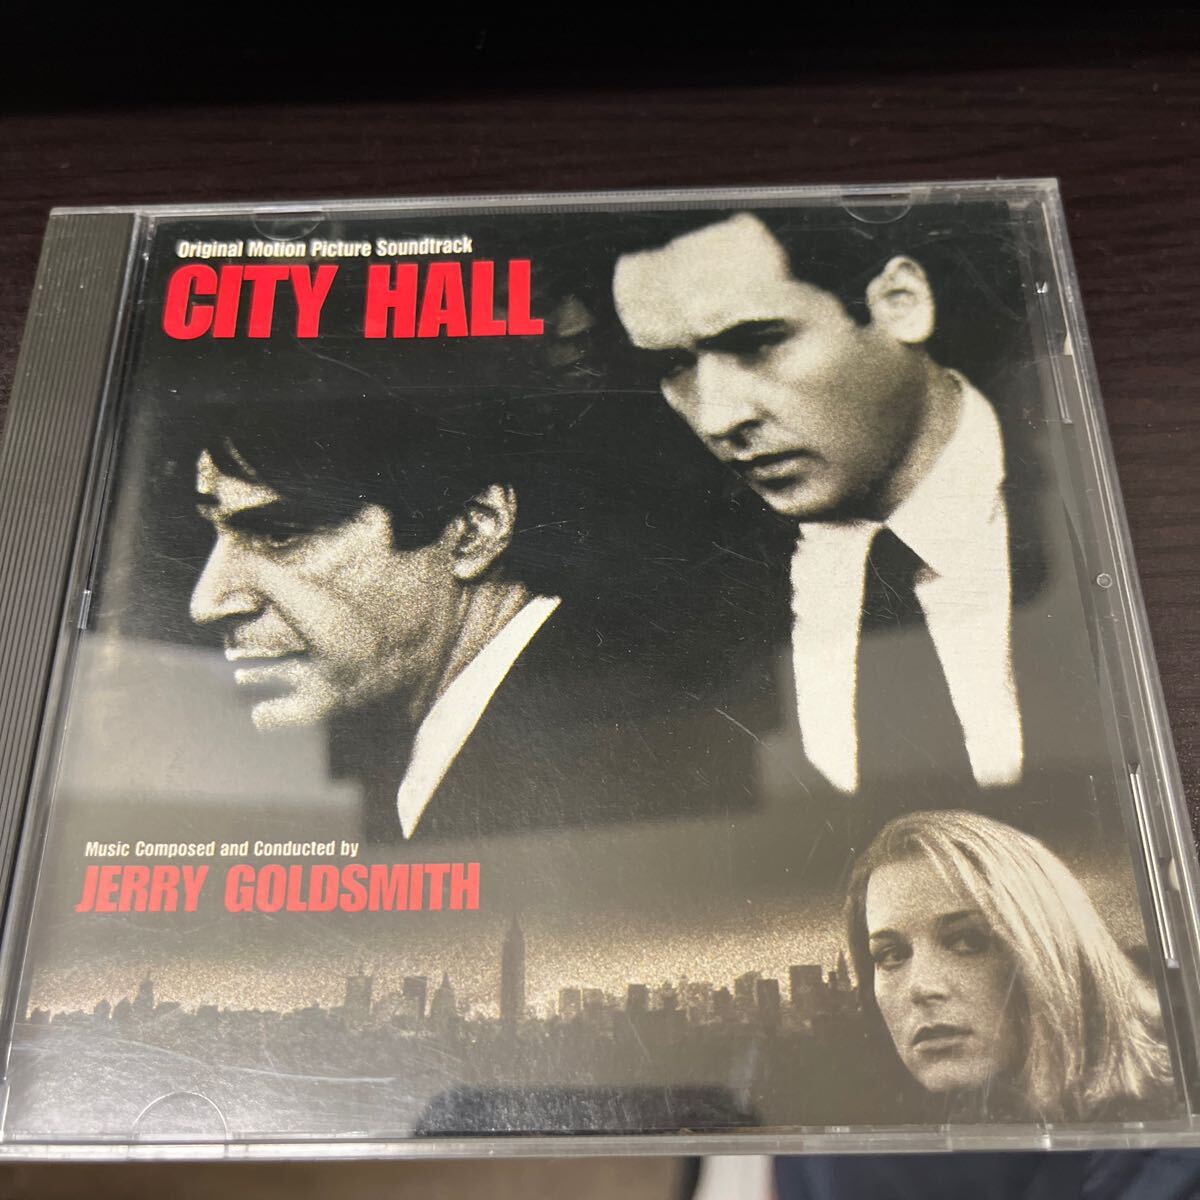 Original Motion Picture Soundtrack
CITY HALL
Music Composed and Conducted by
JERRY GOLDSMITH